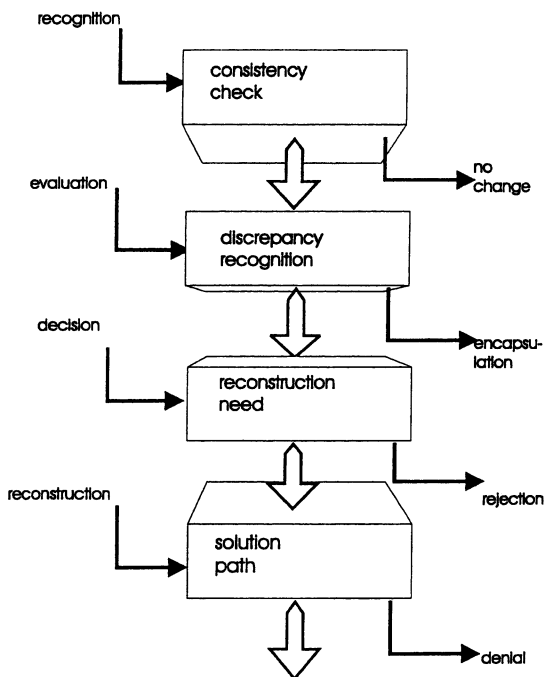 recognition
consistency
check
no
change
evaluation
discrepancy
recognition
encapsu-
lation
decision
reconstruction
need
rejection
reconstruction
solution
path
denial